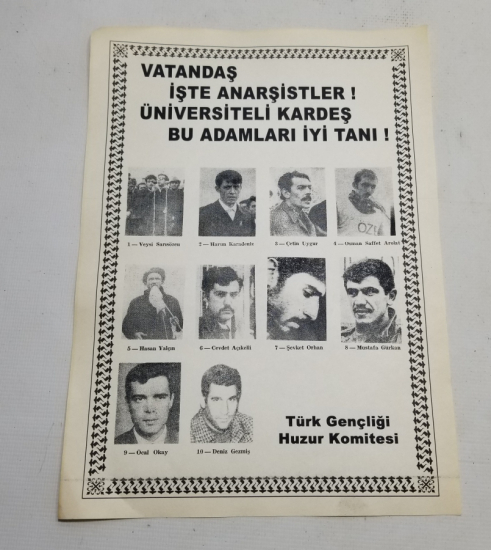 VATANDAŞ
İŞTE ANARŞİSTLER !
ÜNİVERSİTELİ KARDEŞ
BU ADAMLARI İYİ TANI !
1 — Veysi Sarısözen
2 — Harun Karadeniz
3 — Çetin Uygur
4 — Osman Saffet Arolat
5 — Hasan Yalçın
6 — Cevdet Açıkelli
7 — Şevket Orhan
8 — Mustafa Gürkan
9 — Oral Okay
10 — Deniz Gezmiş
Türk Gençliği
Huzur Komitesi